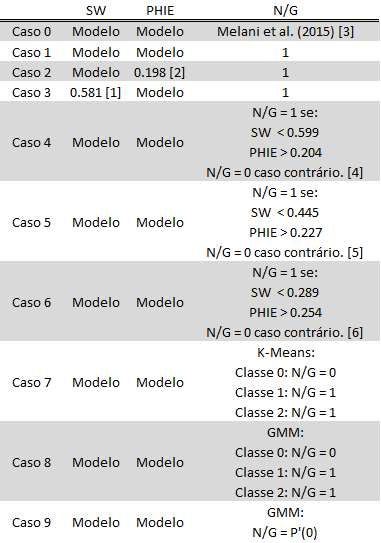 SW PHIE N/G
Caso 0 Modelo Modelo Melani et al. (2015) [3]
Caso 1 Modelo Modelo 1
Caso 2 Modelo 0.198 [2] 1
Caso 3 0.581 [1] Modelo 1
Caso 4 Modelo Modelo N/G = 1 se:
SW < 0.599
PHIE > 0.204
N/G = 0 caso contrário. [4]
Caso 5 Modelo Modelo N/G = 1 se:
SW < 0.445
PHIE > 0.227
N/G = 0 caso contrário. [5]
Caso 6 Modelo Modelo N/G = 1 se:
SW < 0.289
PHIE > 0.254
N/G = 0 caso contrário. [6]
Caso 7 Modelo Modelo K-Means:
Classe 0: N/G = 0
Classe 1: N/G = 1
Classe 2: N/G = 1
Caso 8 Modelo Modelo GMM:
Classe 0: N/G = 0
Classe 1: N/G = 1
Classe 2: N/G = 1
Caso 9 Modelo Modelo GMM:
N/G = P'(0)